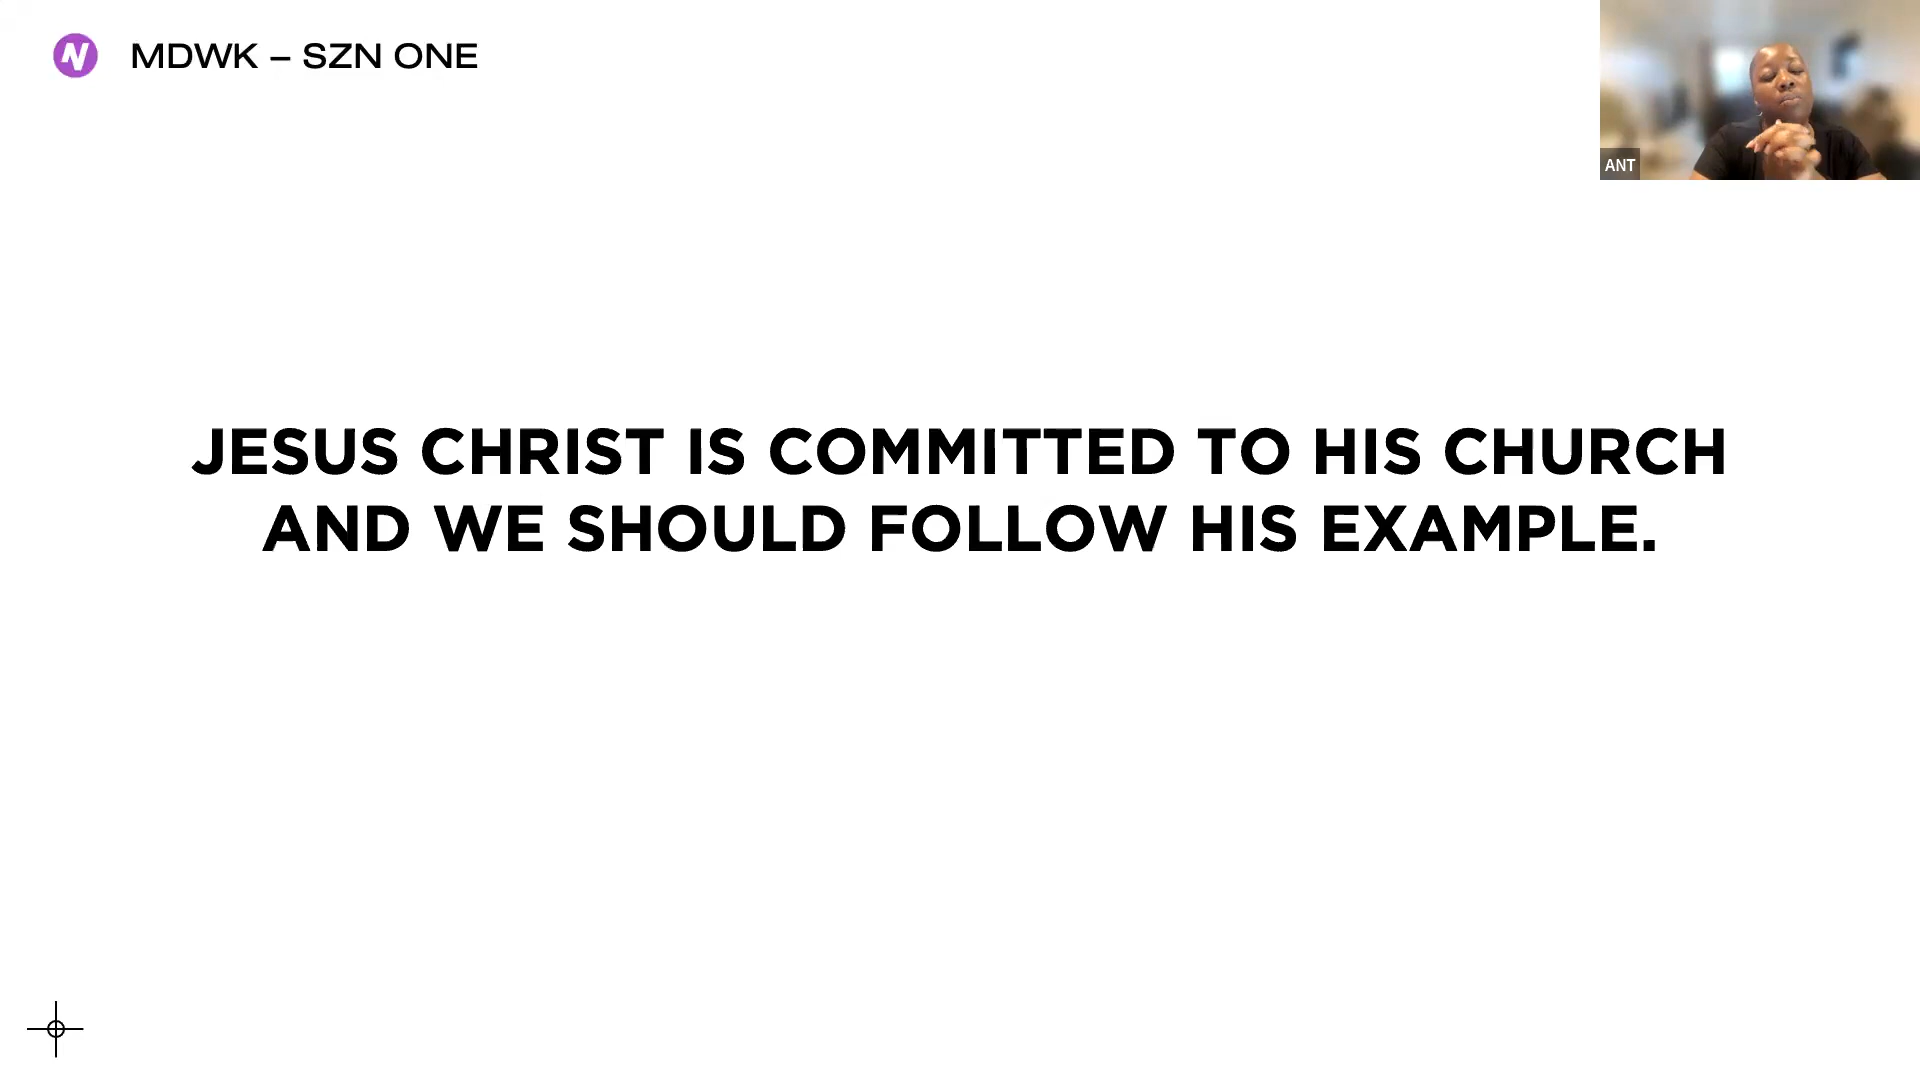 N
MDWK – SZN ONE
ANT
JESUS CHRIST IS COMMITTED TO HIS CHURCH
AND WE SHOULD FOLLOW HIS EXAMPLE.